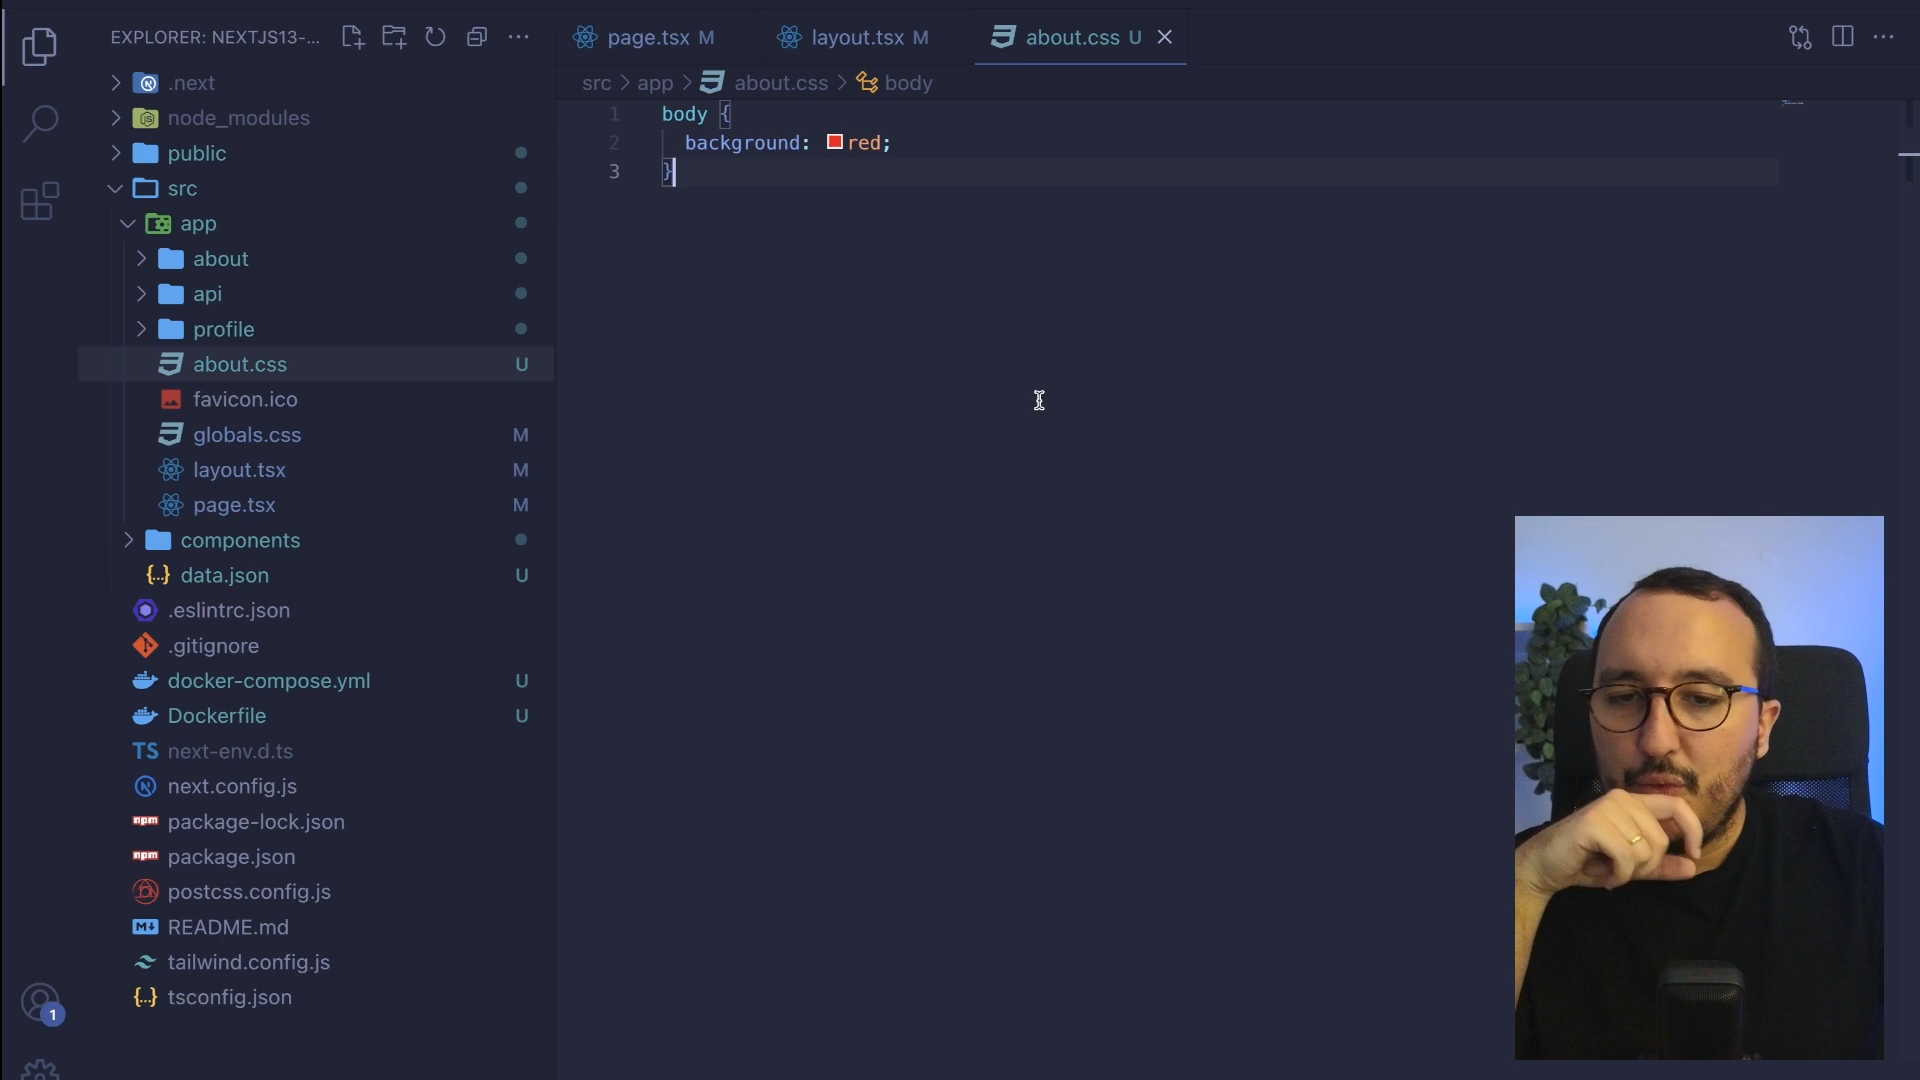 EXPLORER: NEXTJS13-...
.next
node_modules
public
src
app
about
api
profile
about.css U
favicon.ico
globals.css M
layout.tsx M
page.tsx M
components
{..} data.json U
.eslintrc.json
.gitignore
docker-compose.yml U
Dockerfile U
TS next-env.d.ts
next.config.js
npm package-lock.json
npm package.json
postcss.config.js
M↓ README.md
tailwind.config.js
{..} tsconfig.json
1
page.tsx M
layout.tsx M
about.css U
src > app > about.css > body
1 body {
2 background: red;
3 }